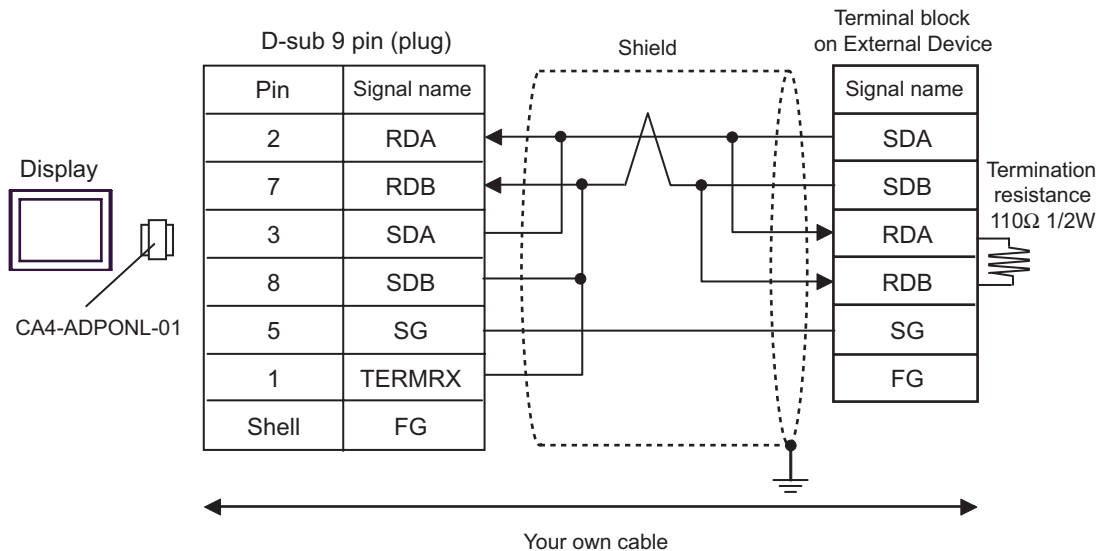 Terminal block
on External Device
D-sub 9 pin (plug)
Shield
Pin Signal name
Signal name
2 RDA
SDA
7 RDB
SDB
3 SDA
RDA
8 SDB
RDB
5 SG
SG
1 TERMRX
FG
Shell FG
Display
CA4-ADPONL-01
Termination
resistance
110Ω 1/2W
Your own cable